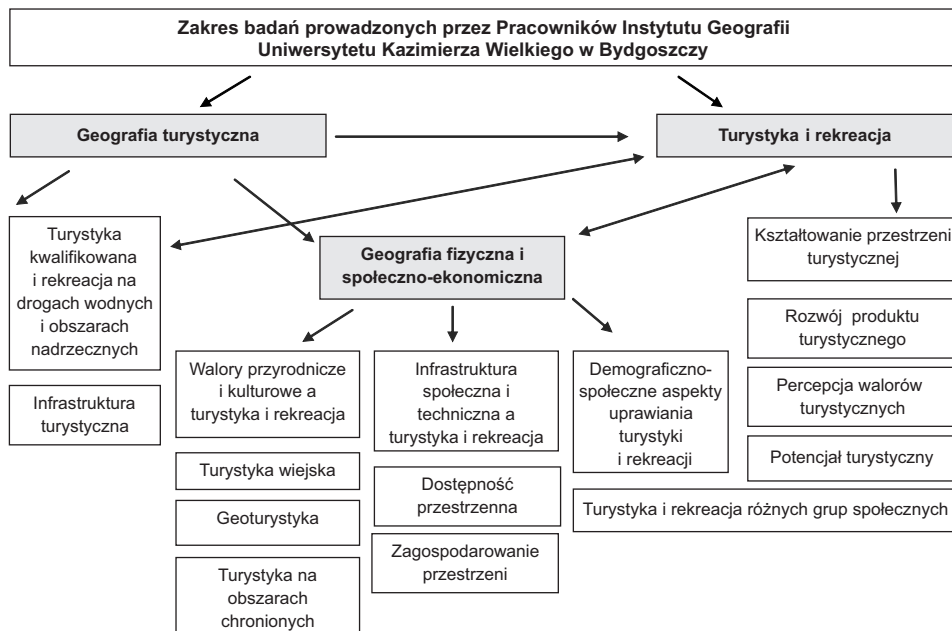 Zakres badań prowadzonych przez Pracowników Instytutu Geografii
Uniwersytetu Kazimierza Wielkiego w Bydgoszczy
Geografia turystyczna
Turystyka i rekreacja
Turystyka
kwalifikowana
i rekreacja na
drogach wodnych
i obszarach
nadrzecznych
Infrastruktura
turystyczna
Geografia fizyczna i
społeczno-ekonomiczna
Walory przyrodnicze
i kulturowe a
turystyka i rekreacja
Turystyka wiejska
Geoturystyka
Turystyka na
obszarach
chronionych
Infrastruktura
społeczna i
techniczna a
turystyka i rekreacja
Dostępność
przestrzenna
Zagospodarowanie
przestrzeni
Demograficzno-
społeczne aspekty
uprawiania
turystyki
i rekreacji
Kształtowanie przestrzeni
turystycznej
Rozwój produktu
turystycznego
Percepcja walorów
turystycznych
Potencjał turystyczny
Turystyka i rekreacja różnych grup społecznych